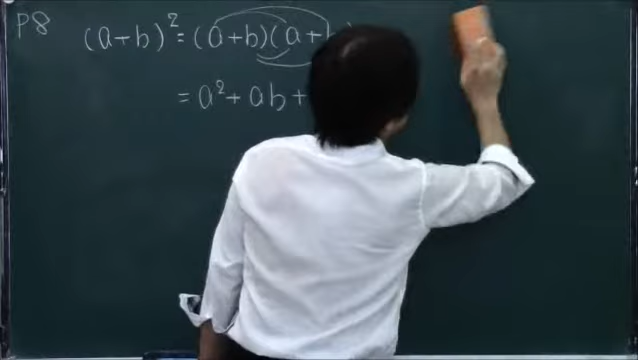 P8
(a+b)² = (a+b)(a+
= a² + ab +